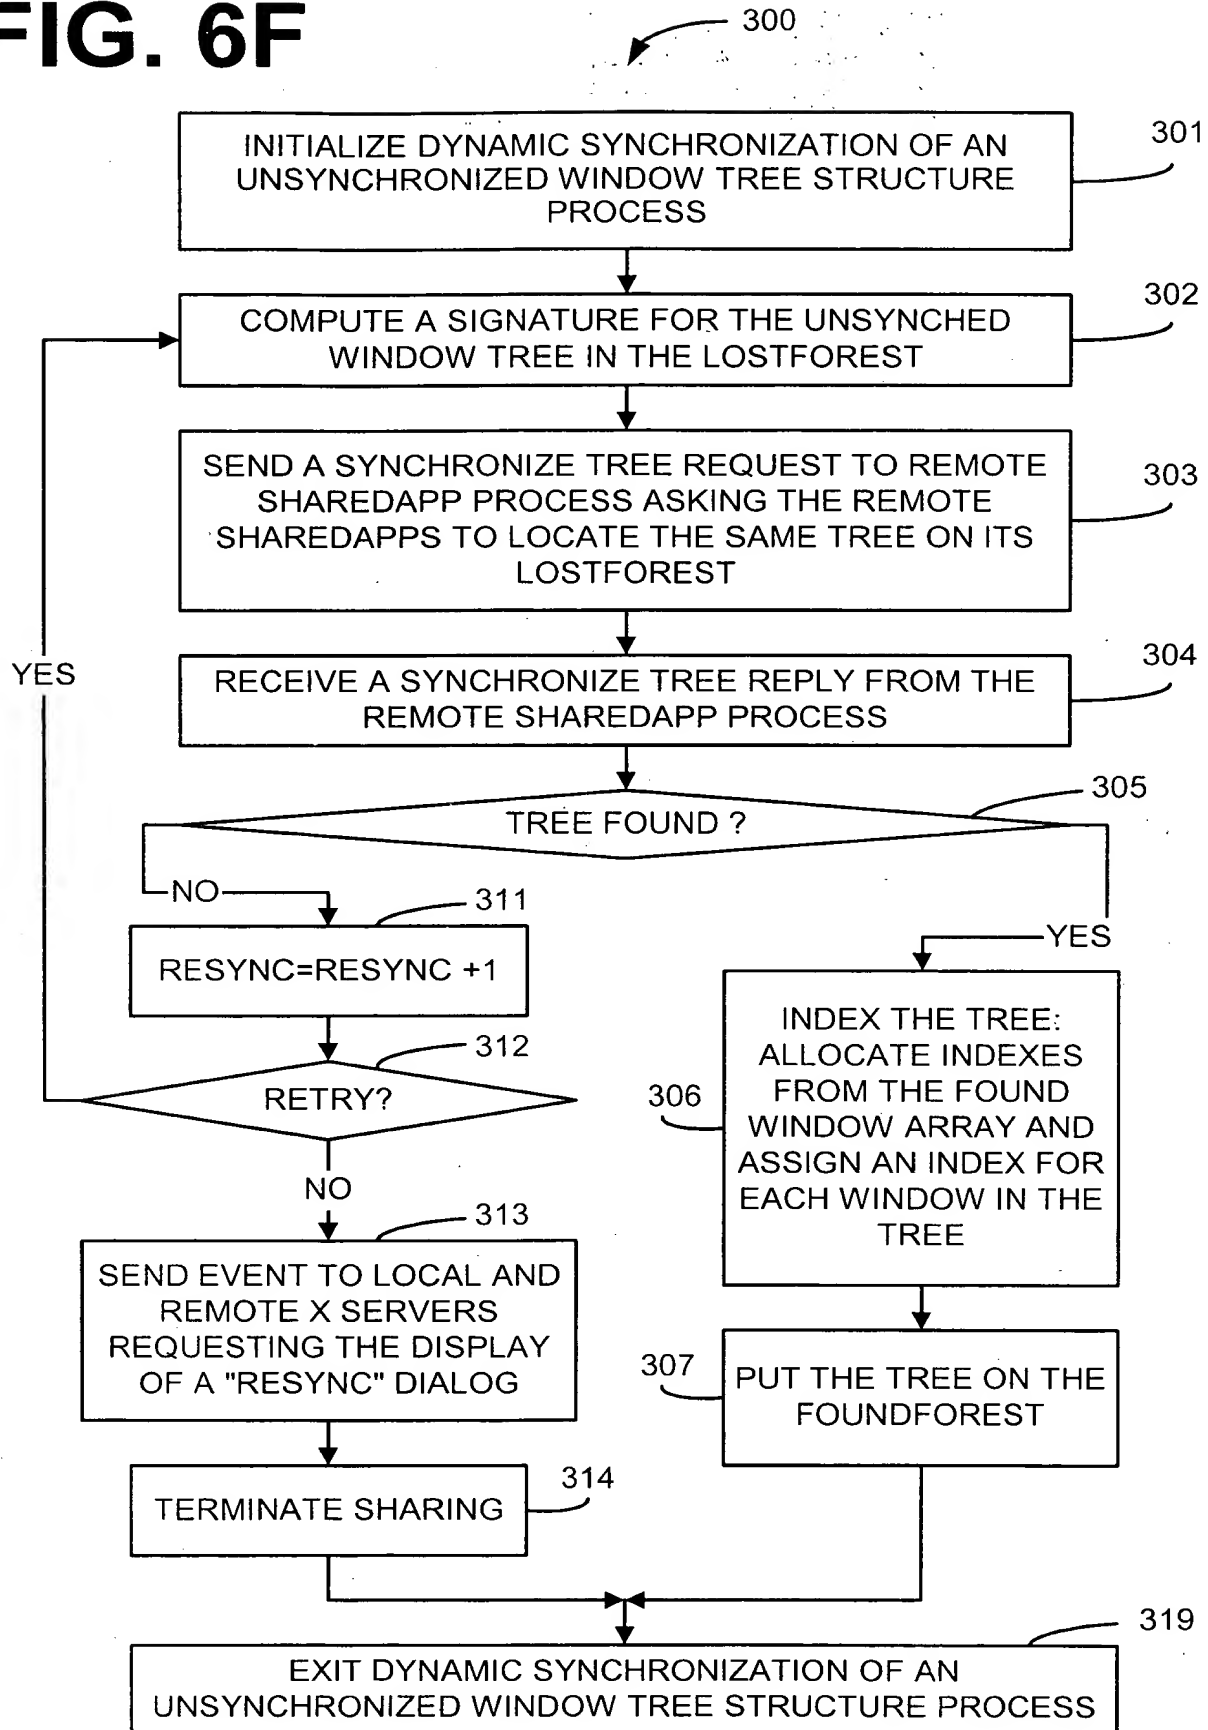 FIG. 6F
300
INITIALIZE DYNAMIC SYNCHRONIZATION OF AN
UNSYNCHRONIZED WINDOW TREE STRUCTURE
PROCESS
301
COMPUTE A SIGNATURE FOR THE UNSYNCHED
WINDOW TREE IN THE LOSTFOREST
302
SEND A SYNCHRONIZE TREE REQUEST TO REMOTE
SHAREDAPP PROCESS ASKING THE REMOTE
SHAREDAPPS TO LOCATE THE SAME TREE ON ITS
LOSTFOREST
303
RECEIVE A SYNCHRONIZE TREE REPLY FROM THE
REMOTE SHAREDAPP PROCESS
304
TREE FOUND ?
305
YES
NO
YES
311
RESYNC=RESYNC +1
312
RETRY?
NO
306
INDEX THE TREE:
ALLOCATE INDEXES
FROM THE FOUND
WINDOW ARRAY AND
ASSIGN AN INDEX FOR
EACH WINDOW IN THE
TREE
313
SEND EVENT TO LOCAL AND
REMOTE X SERVERS
REQUESTING THE DISPLAY
OF A "RESYNC" DIALOG
307
PUT THE TREE ON THE
FOUNDFOREST
314
TERMINATE SHARING
319
EXIT DYNAMIC SYNCHRONIZATION OF AN
UNSYNCHRONIZED WINDOW TREE STRUCTURE PROCESS